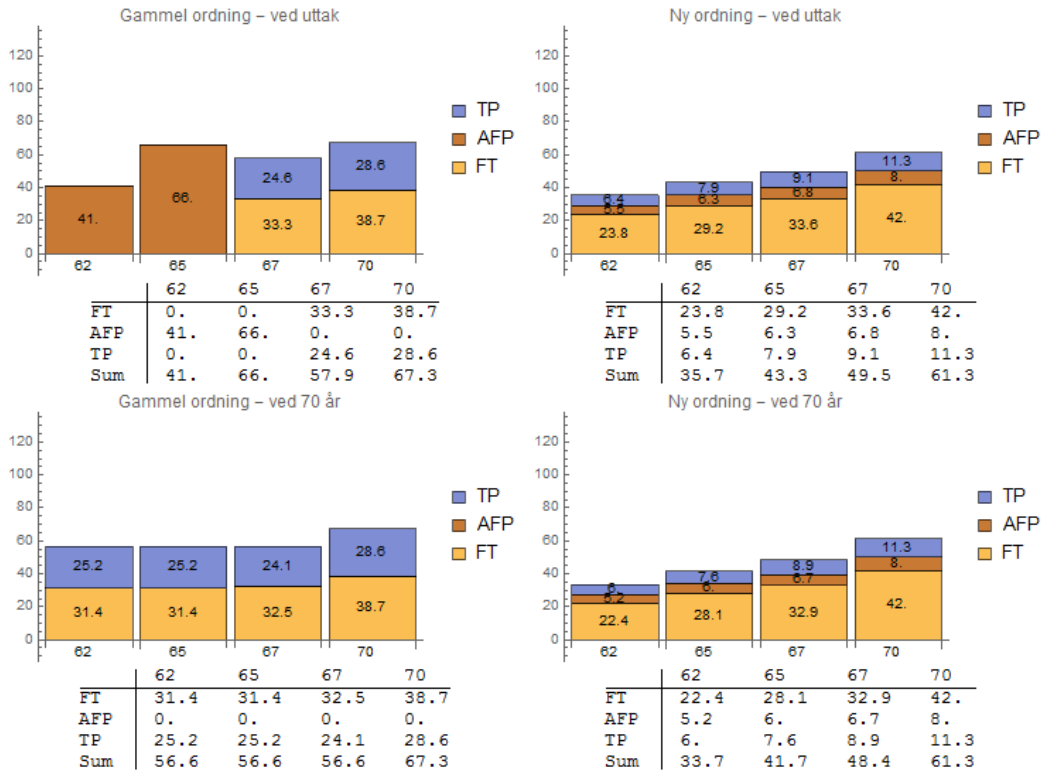 Gammel ordning – ved uttak
120
100
80
60
40
20
0
41.
66.
24.6
33.3
28.6
38.7
62 65 67 70
TP
AFP
FT
62 65 67 70
FT 0. 0. 33.3 38.7
AFP 41. 66. 0. 0.
TP 0. 0. 24.6 28.6
Sum 41. 66. 57.9 67.3
Ny ordning – ved uttak
120
100
80
60
40
20
0
6.4
5.5
23.8
7.9
6.3
29.2
9.1
6.8
33.6
11.3
8.
42.
62 65 67 70
TP
AFP
FT
62 65 67 70
FT 23.8 29.2 33.6 42.
AFP 5.5 6.3 6.8 8.
TP 6.4 7.9 9.1 11.3
Sum 35.7 43.3 49.5 61.3
Gammel ordning – ved 70 år
120
100
80
60
40
20
0
25.2
31.4
25.2
31.4
24.1
32.5
28.6
38.7
62 65 67 70
TP
AFP
FT
62 65 67 70
FT 31.4 31.4 32.5 38.7
AFP 0. 0. 0. 0.
TP 25.2 25.2 24.1 28.6
Sum 56.6 56.6 56.6 67.3
Ny ordning – ved 70 år
120
100
80
60
40
20
0
6.
5.2
22.4
7.6
6.
28.1
8.9
6.7
32.9
11.3
8.
42.
62 65 67 70
TP
AFP
FT
62 65 67 70
FT 22.4 28.1 32.9 42.
AFP 5.2 6. 6.7 8.
TP 6. 7.6 8.9 11.3
Sum 33.7 41.7 48.4 61.3